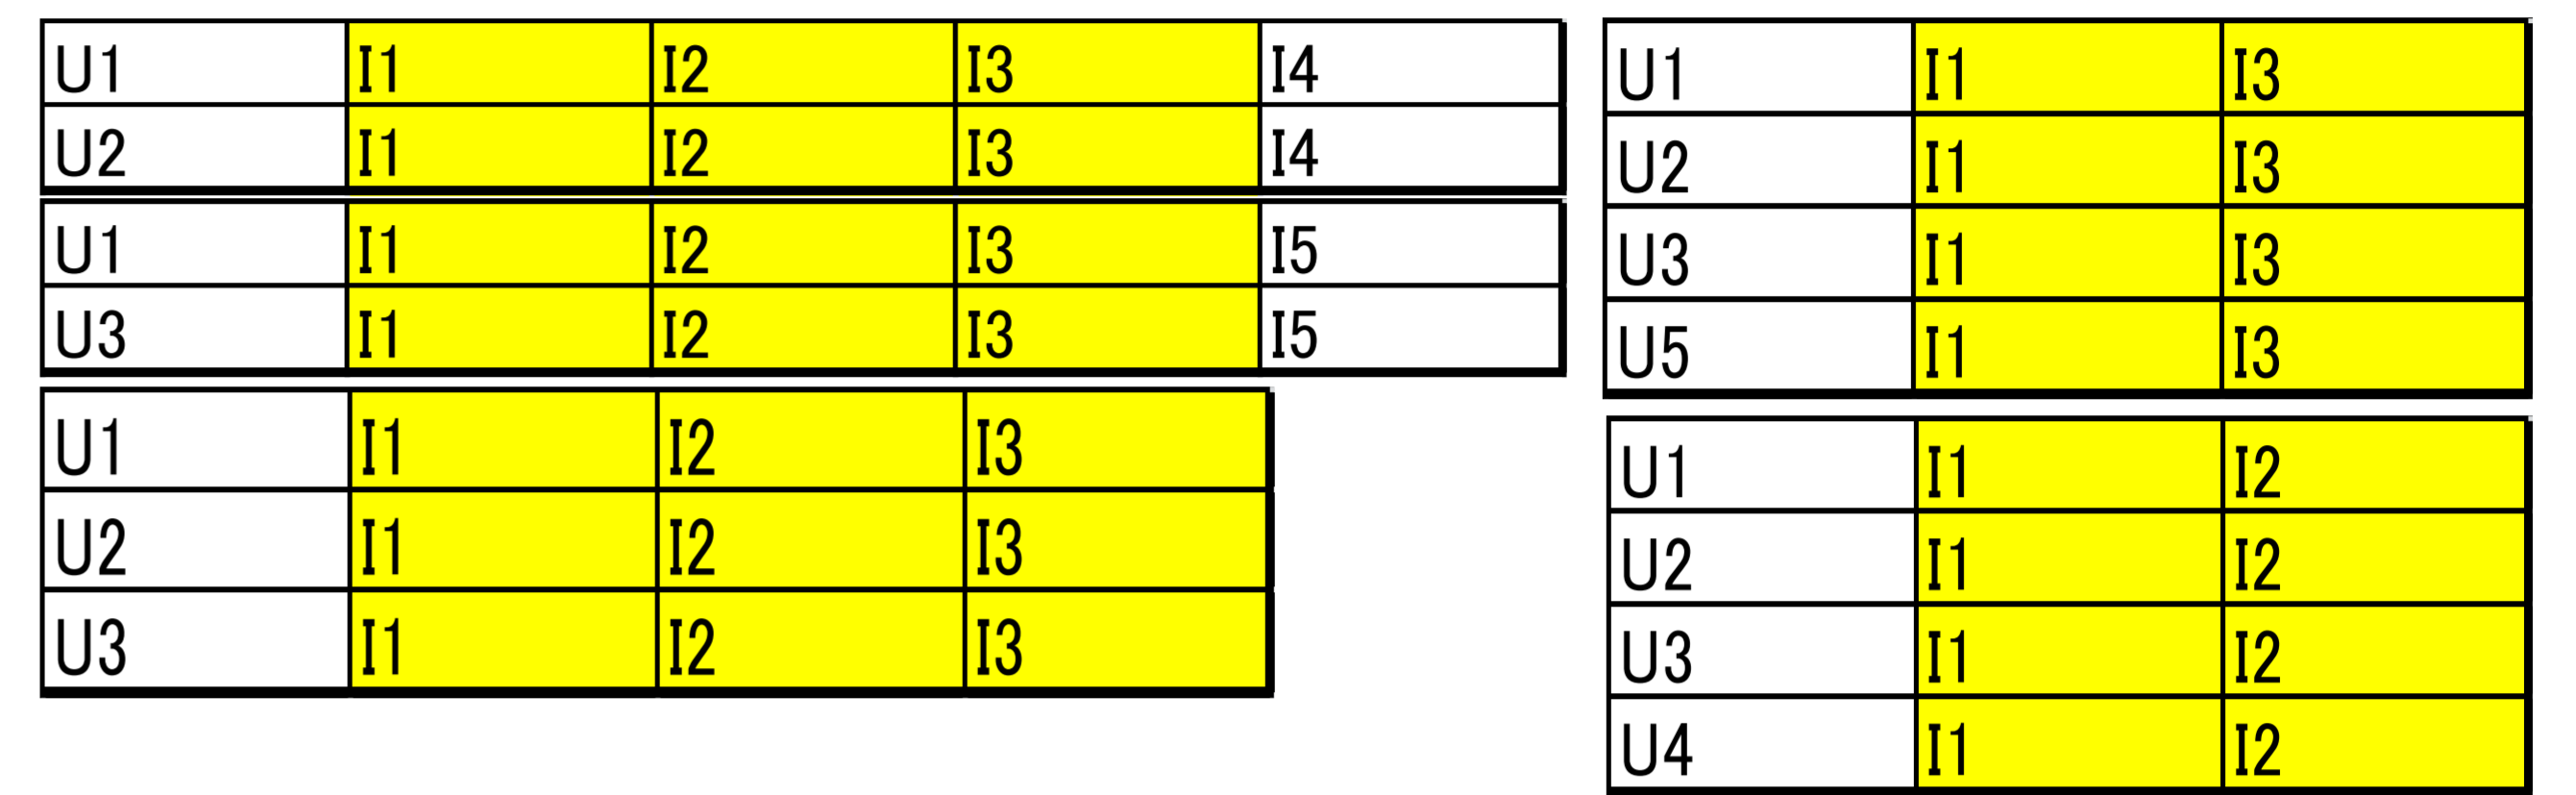 U1 I1 I2 I3 I4
U2 I1 I2 I3 I4
U1 I1 I2 I3 I5
U3 I1 I2 I3 I5
U1 I1 I2 I3
U2 I1 I2 I3
U3 I1 I2 I3
U1 I1 I3
U2 I1 I3
U3 I1 I3
U5 I1 I3
U1 I1 I2
U2 I1 I2
U3 I1 I2
U4 I1 I2